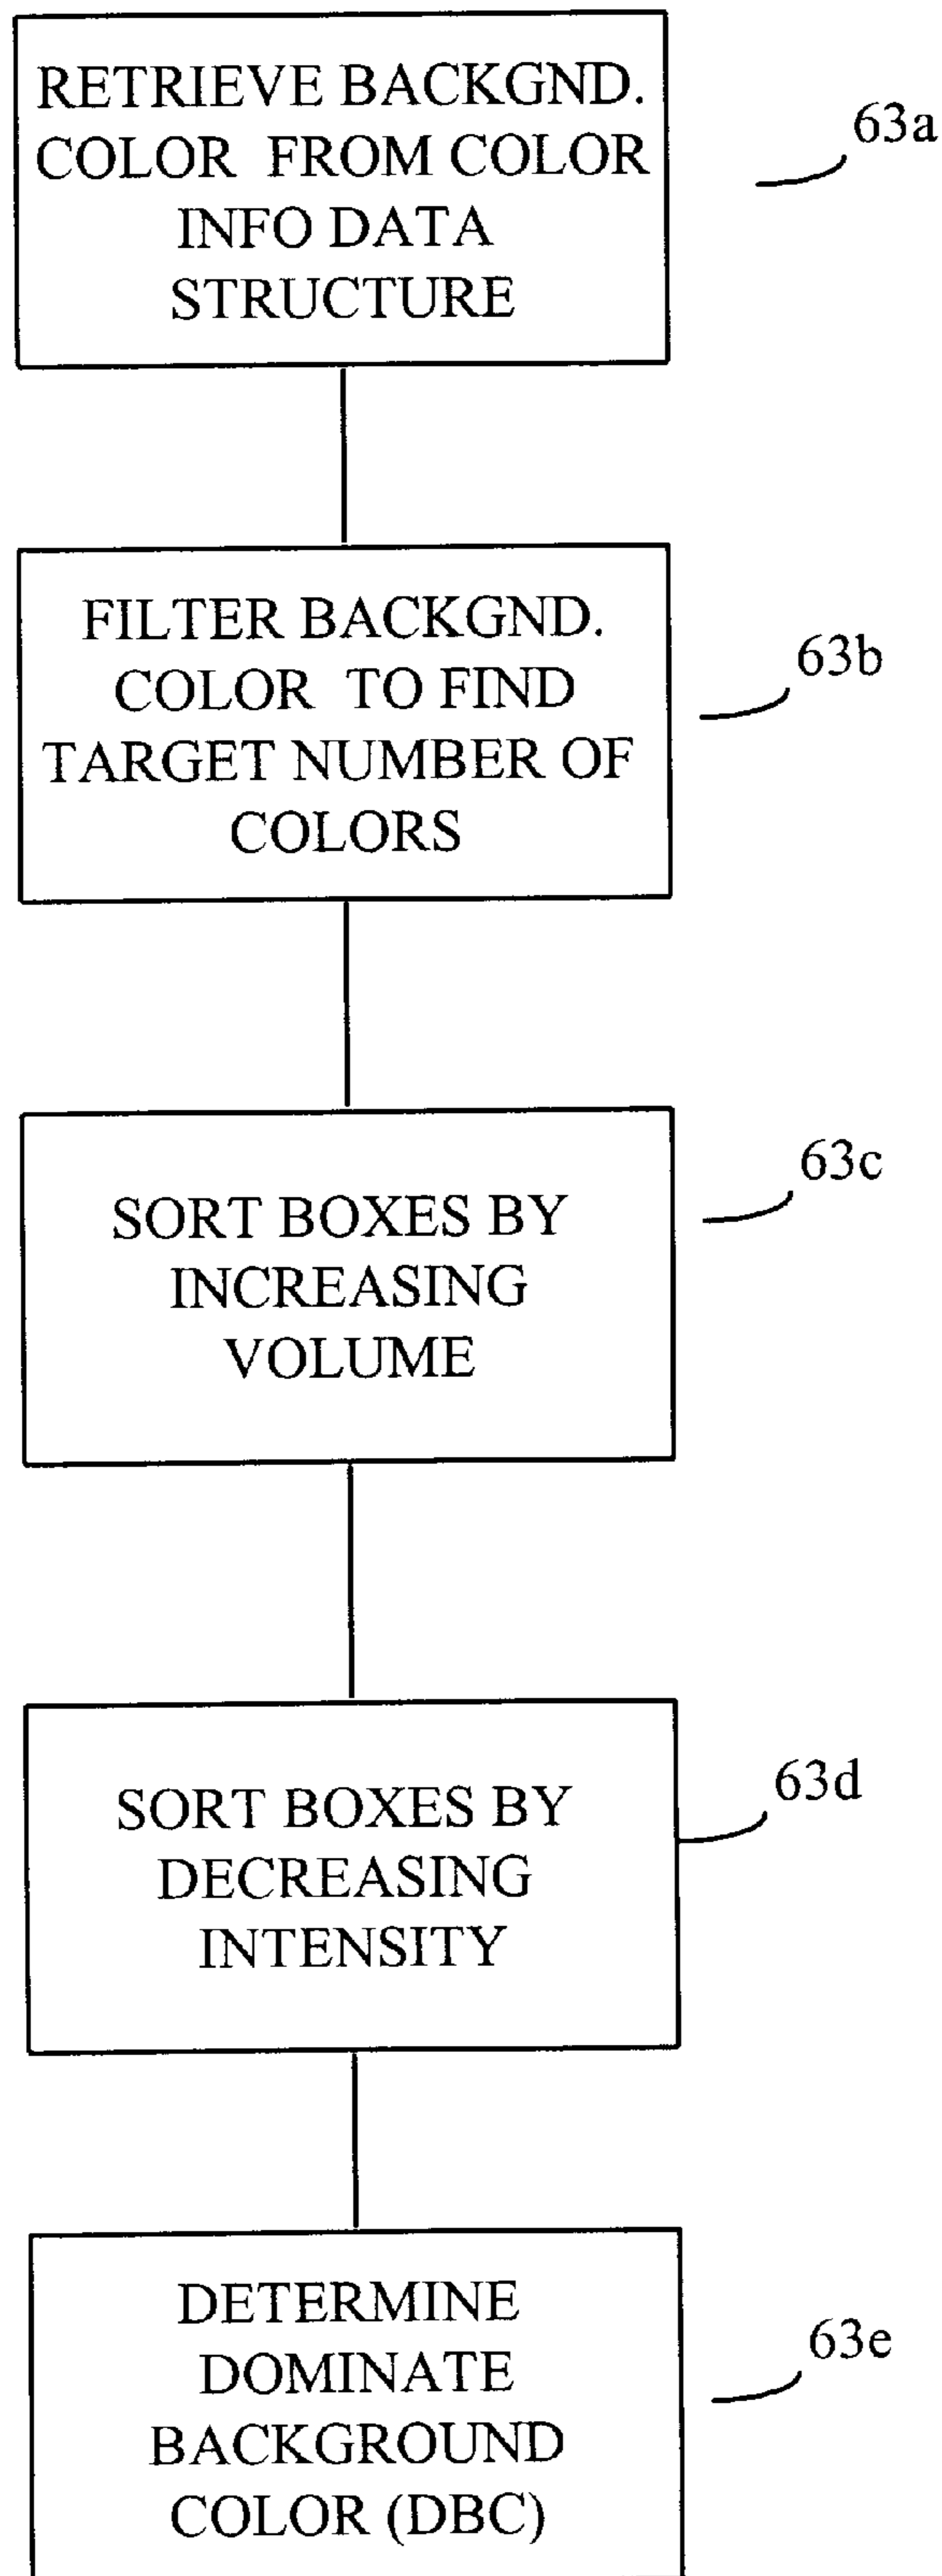 RETRIEVE BACKGND.
COLOR FROM COLOR
INFO DATA
STRUCTURE
63a
FILTER BACKGND.
COLOR TO FIND
TARGET NUMBER OF
COLORS
63b
SORT BOXES BY
INCREASING
VOLUME
63c
SORT BOXES BY
DECREASING
INTENSITY
63d
DETERMINE
DOMINATE
BACKGROUND
COLOR (DBC)
63e